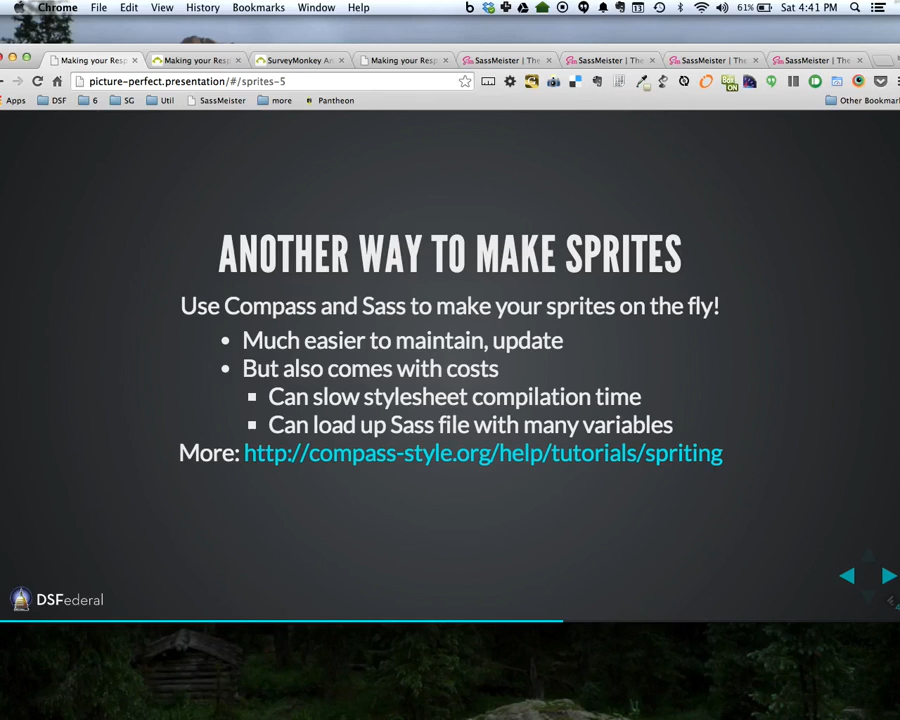 Chrome File Edit View History Bookmarks Window Help 61% Sat 4:41 PM
Making your Resp Making your Resp SurveyMonkey An Making your Resp SassMeister | The SassMeister | The SassMeister | The SassMeister | The
picture-perfect.presentation/#/sprites-5
Apps DSF 6 SG Util SassMeister more Pantheon Other Bookmar
ANOTHER WAY TO MAKE SPRITES
Use Compass and Sass to make your sprites on the fly!
Much easier to maintain, update
But also comes with costs
Can slow stylesheet compilation time
Can load up Sass file with many variables
More: http://compass-style.org/help/tutorials/spriting
DSFederal